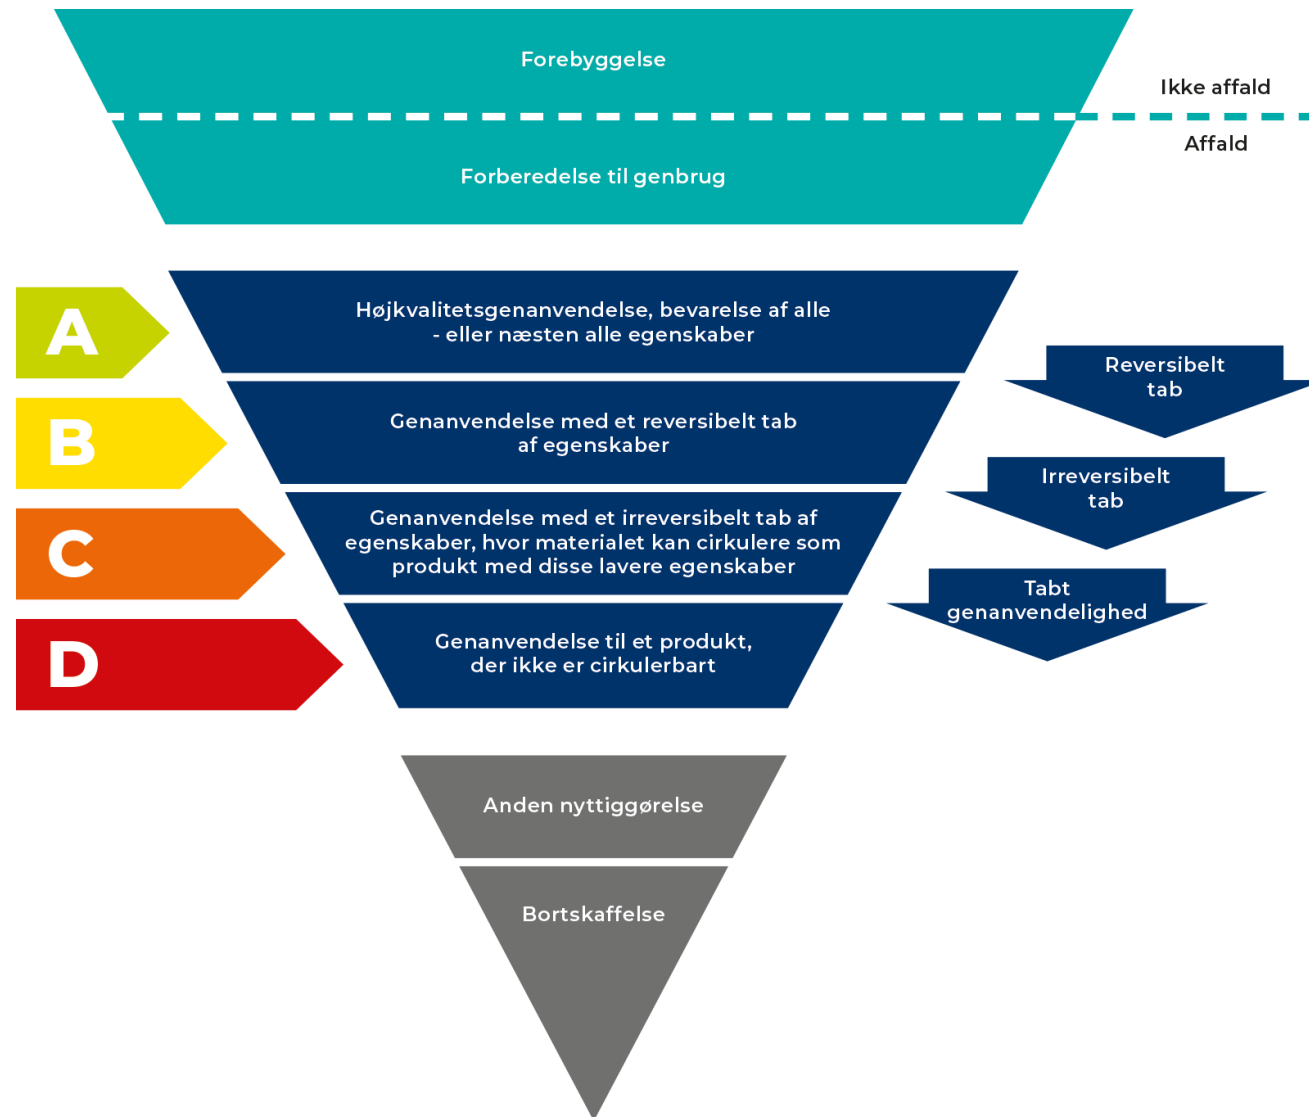 Forebyggelse
Ikke affald
Affald
Forberedelse til genbrug
A
Højkvalitetsgenanvendelse, bevarelse af alle
- eller næsten alle egenskaber
Reversibelt
tab
B
Genanvendelse med et reversibelt tab
af egenskaber
Irreversibelt
tab
C
Genanvendelse med et irreversibelt tab af
egenskaber, hvor materialet kan cirkulere som
produkt med disse lavere egenskaber
Tabt
genanvendelighed
D
Genanvendelse til et produkt,
der ikke er cirkulerbart
Anden nyttiggørelse
Bortskaffelse